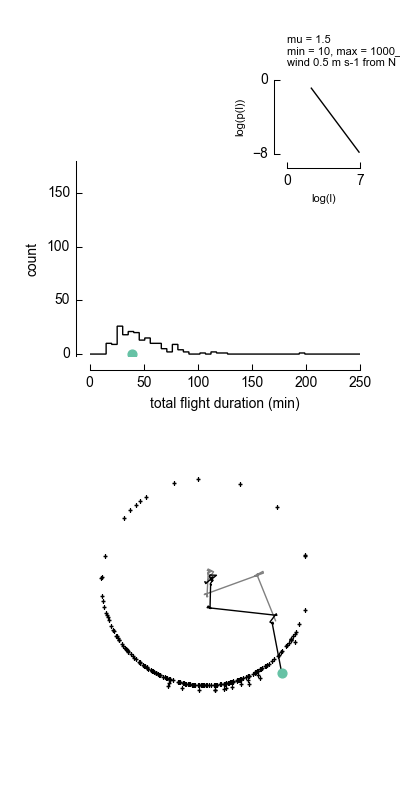 mu = 1.5
min = 10, max = 1000_
wind 0.5 m s-1 from N
0
log(p(l))
−8
0 7
log(l)
150
100
50
0
count
0 50 100 150 200 250
total flight duration (min)